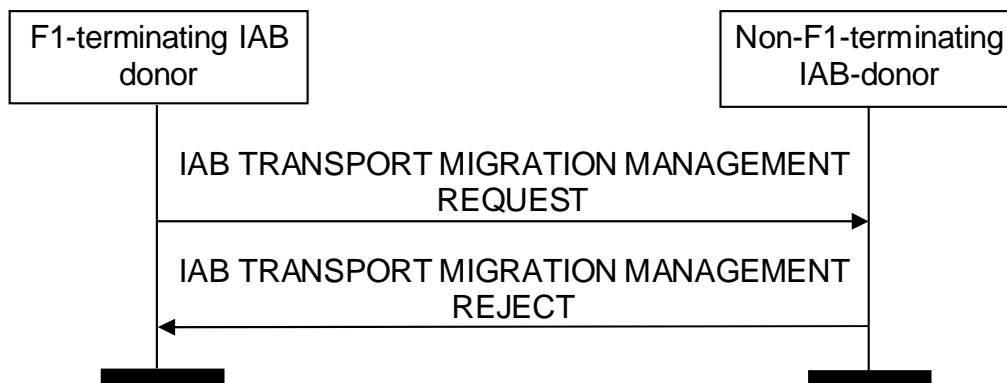 F1-terminating IAB
donor
Non-F1-terminating
IAB-donor
IAB TRANSPORT MIGRATION MANAGEMENT
REQUEST
IAB TRANSPORT MIGRATION MANAGEMENT
REJECT